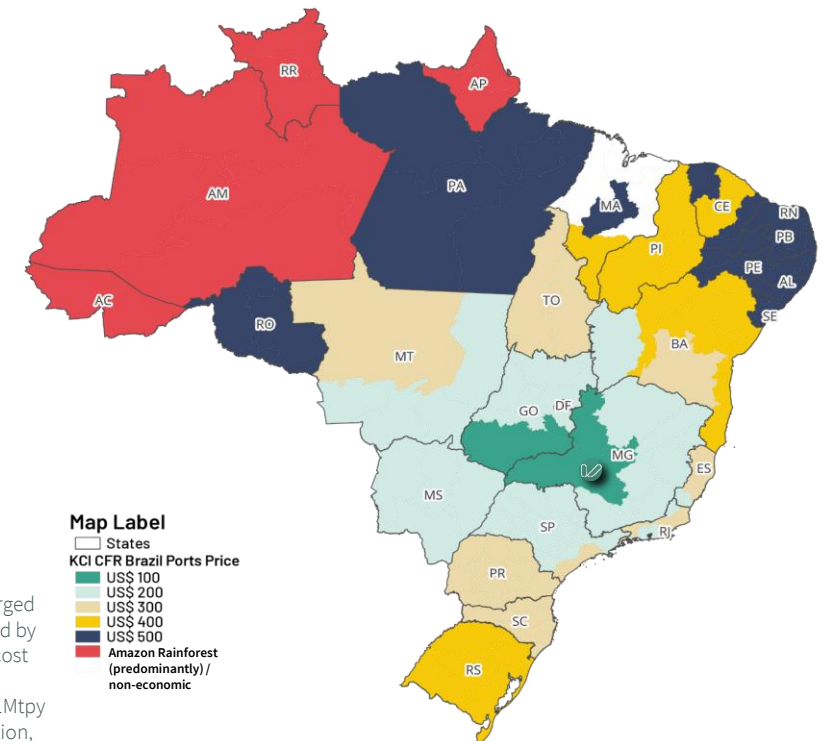 RR
AP
AM
PA
MA
CE
RN
PB
PI
PE
AL
AC
TO
SE
RO
BA
MT
GO
DF
MG
ES
MS
SP
RJ
PR
SC
RS
Map Label
States
KCI CFR Brazil Ports Price
US$ 100
US$ 200
US$ 300
US$ 400
US$ 500
Amazon Rainforest
(predominantly) /
non-economic
cost